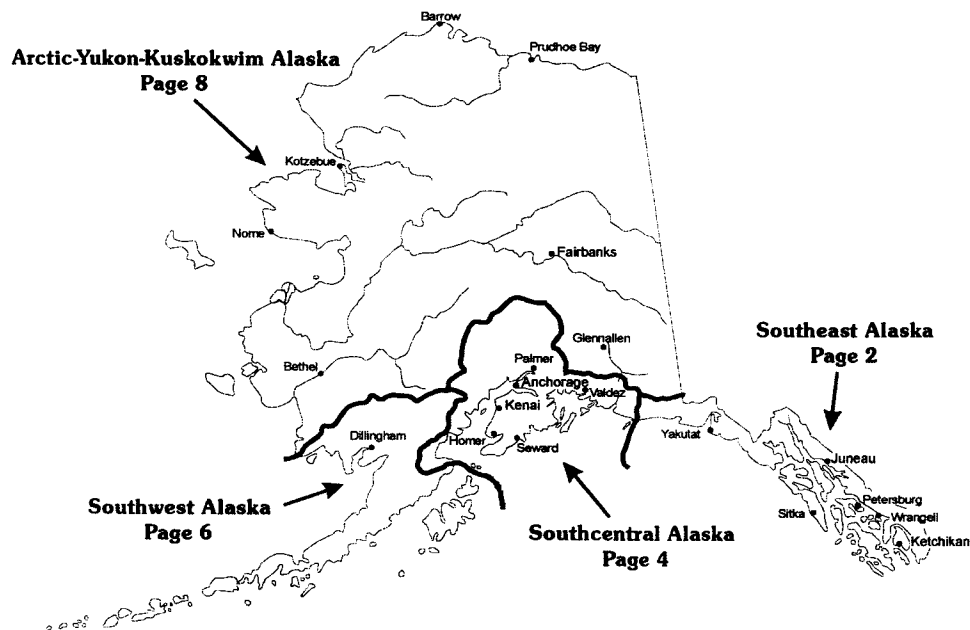 Barrow
Prudhoe Bay
Arctic-Yukon-Kuskokwim Alaska
Page 8
Kotzebue
Nome
Fairbanks
Glennallen
Southeast Alaska
Page 2
Palmer
Bethel
Anchorage
Valdez
Kenai
Yakutat
Dillingham
Homer
Seward
Juneau
Southwest Alaska
Page 6
Petersburg
Sitka
Wrangell
Southcentral Alaska
Page 4
Ketchikan